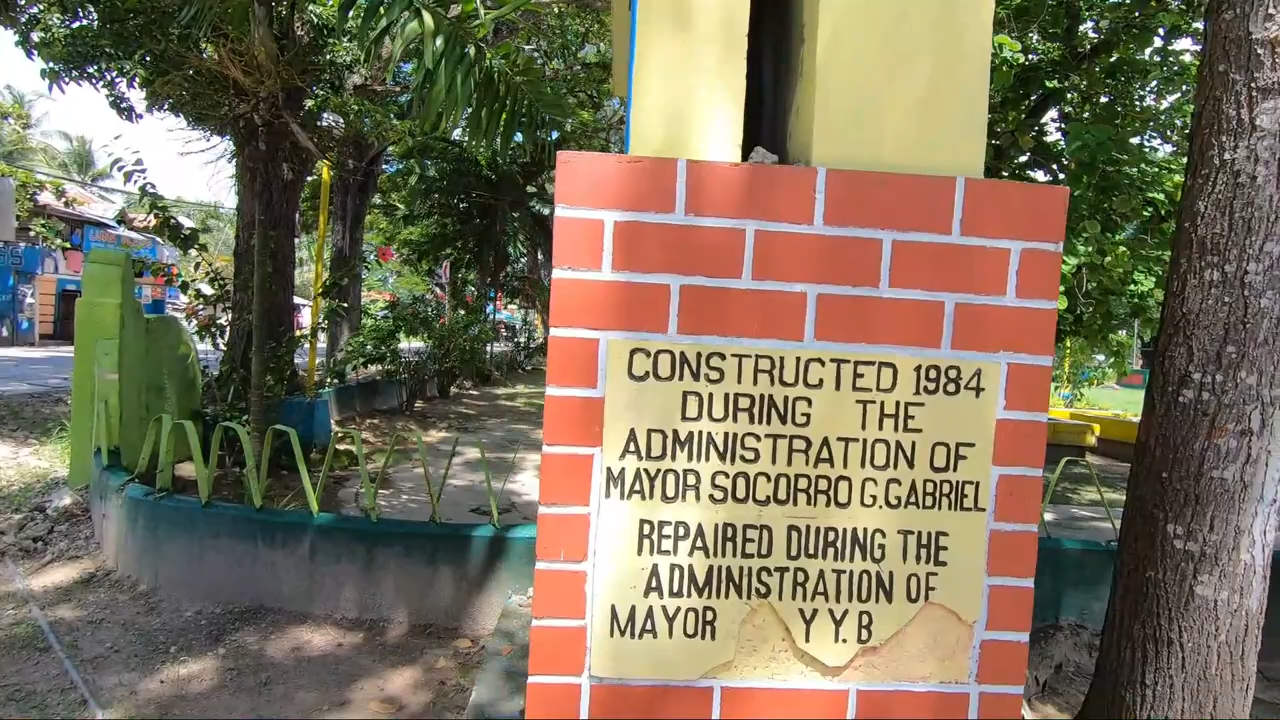 CONSTRUCTED 1984
DURING THE
ADMINISTRATION OF
MAYOR SOCORRO G.GABRIEL
REPAIRED DURING THE
ADMINISTRATION OF
MAYOR Y Y. B